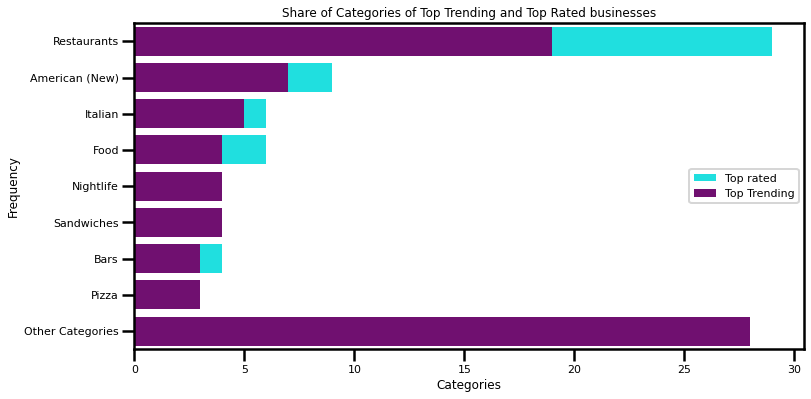 Share of Categories of Top Trending and Top Rated businesses
Frequency
Restaurants
American (New)
Italian
Food
Nightlife
Sandwiches
Bars
Pizza
Other Categories
Top rated
Top Trending
0 5 10 15 20 25 30
Categories